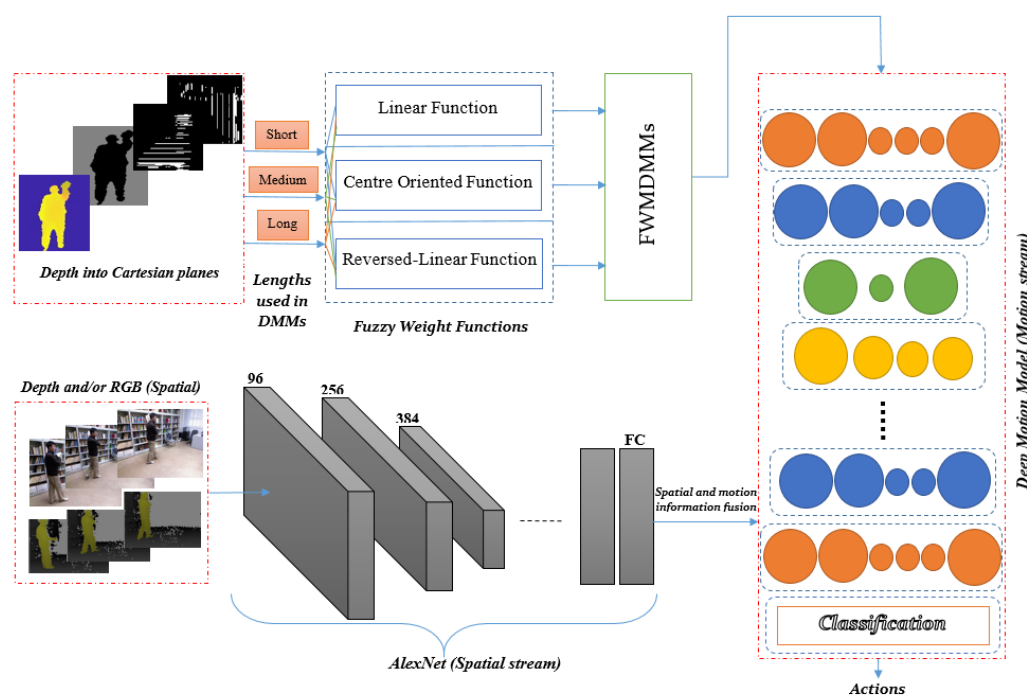 Short
Medium
Long
Depth into Cartesian planes
Lengths
used in
DMMs
Linear Function
Centre Oriented Function
Reversed-Linear Function
Fuzzy Weight Functions
FWMDMMs
Depth and/or RGB (Spatial)
96
256
384
FC
Spatial and motion
information fusion
AlexNet (Spatial stream)
Deep Motion Model (Motion stream)
Classification
Actions